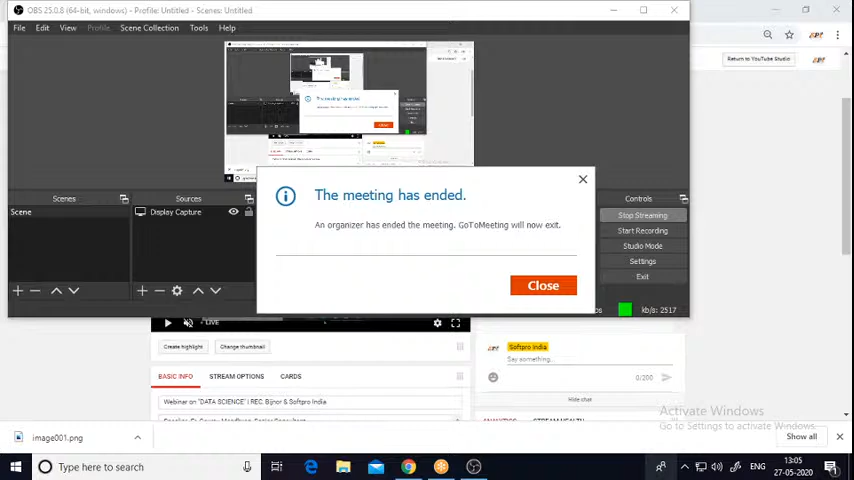 OBS 25.0.8 (64-bit, windows) - Profile: Untitled - Scenes: Untitled
File Edit View Profile Scene Collection Tools Help
Return to YouTube Studio
The meeting has ended.
Close
Scenes
Sources
Controls
Scene
Display Capture
The meeting has ended.
An organizer has ended the meeting. GoToMeeting will now exit.
Close
Stop Streaming
Start Recording
Studio Mode
Settings
Exit
kb/s: 2517
LIVE
Create highlight
Change thumbnail
Softpro India
Say something...
0/200
Hide chat
BASIC INFO
STREAM OPTIONS
CARDS
Webinar on "DATA SCIENCE" I REC. Bijnor & Softpro India
Activate Windows
Go to Settings to activate Windows.
image001.png
Show all
Type here to search
ENG
13:05
27-05-2020